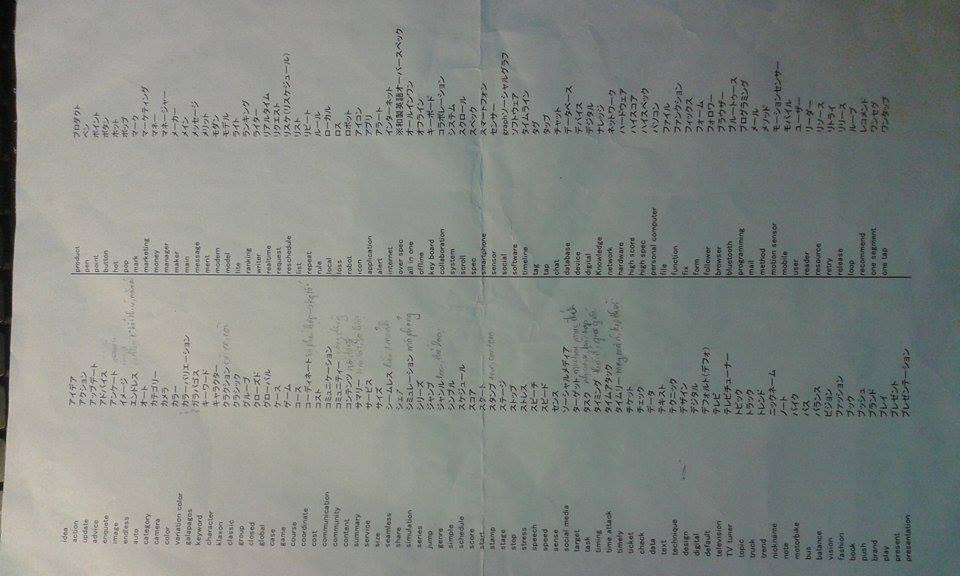 idea アイデア
action アクション
update アップデート
advice アドバイス
enquete アンケート
image イメージ
endless エンドレス
auto オート
category カテゴリー
camera カメラ
color カラー
variation color カラーバリエーション
galapagos ガラパゴス
keyword キーワード
character キャラクター
klaxon クラクション
classic クラシック
group グループ
closed クローズド
global グローバル
case ケース
game ゲーム
course コース
coordinate コーディネート
cost コスト
communication コミュニケーション
community コミュニティー
content コンテンツ
summary サマリー
service サービス
size サイズ
seamless シームレス
share シェア
simulation シミュレーション mô phỏng
series シリーズ
jump ジャンプ
genre ジャンル
simple シンプル
schedule スケジュール
score スコア
start スタート
stamp スタンプ
stage ステージ
stop ストップ
stress ストレス
speech スピーチ
speed スピード
sense センス
social media ソーシャルメディア
target ターゲット
task タスク
timing タイミング
time attack タイムアタック
timely タイムリー
ticket チケット
check チェック
data データ
text テキスト
technique テクニック
design デザイン
digital デジタル
default デフォルト(デフォ)
television テレビ
TV tuner テレビチューナー
topic トピック
truck トラック
trend トレンド
nickname ニックネーム
note ノート
motorbike バイク
bus バス
balance バランス
vision ビジョン
fashion ファッション
book ブック
push プッシュ
brand ブランド
play プレイ
present プレゼント
presentation プレゼンテーション
product プロダクト
pen ペン
point ポイント
button ボタン
hot ホット
pop ポップ
mark マーク
marketing マーケティング
money マネー
manager マネージャー
maker メーカー
main メイン
message メッセージ
merit メリット
modern モダン
model モデル
lite ライト
ranking ランキング
writer ライター
realtime リアルタイム
request リクエスト
reschedule リスケ(リスケジュール)
list リスト
repeat リピート
rule ルール
local ローカル
loss ロス
robot ロボット
icon アイコン
application アプリ
alert アラート
internet インターネット
over spec ※和製英語オーバースペック
all in one オールインワン
offline オフライン
key board キーボード
collaboration コラボレーション
system システム
scroll スクロール
spec スペック
smartphone スマートフォン
sensor センサー
social graphソーシャルグラフ
software ソフトウェア
timeline タイムライン
tag タグ
tap タップ
chat チャット
database データベース
device デバイス
digital デジタル
Knowledge ナレッジ
network ネットワーク
hardware ハードウェア
high score ハイスコア
high spec ハイスペック
personal computer パソコン
file ファイル
function ファンクション
fix フィックス
form フォーム
follower フォロワー
browser ブラウザー
bluetooth ブルートゥース
programming プログラミング
mail メール
method メソッド
motion sensor モーションセンサー
mobile モバイル
user ユーザー
reader リーダー
resource リソース
retry リトライ
release リリース
loop ループ
recommend レコメンド
one segment ワンセグ
one tap ワンタップ